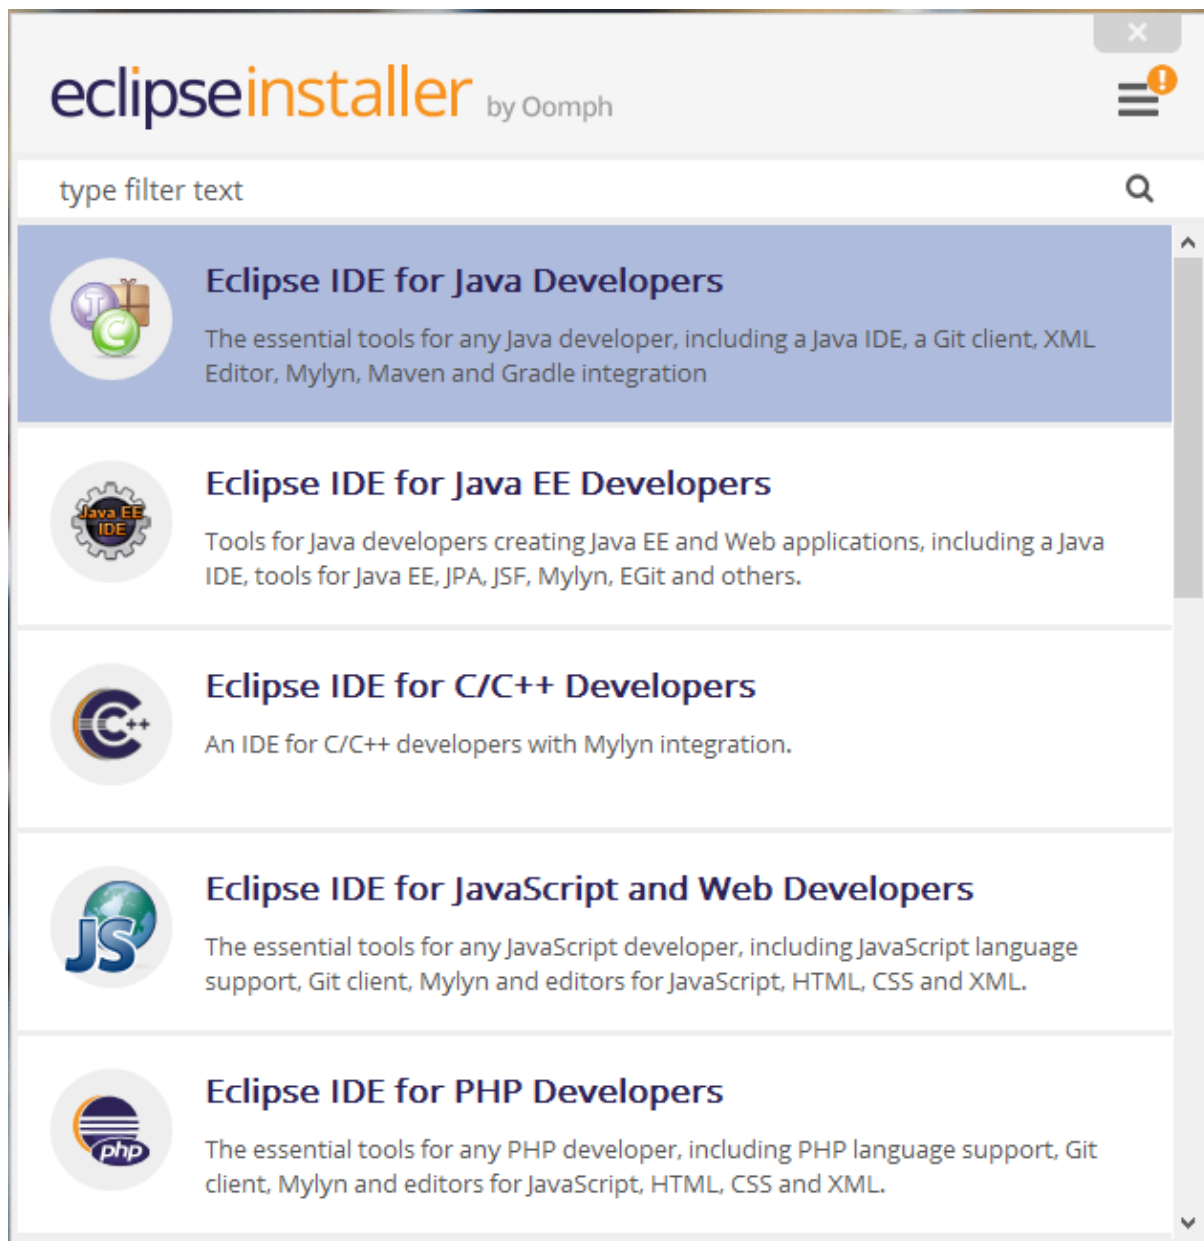 eclipseinstaller by Oomph
type filter text
Eclipse IDE for Java Developers
The essential tools for any Java developer, including a Java IDE, a Git client, XML
Editor, Mylyn, Maven and Gradle integration
Java EE
IDE
Eclipse IDE for Java EE Developers
Tools for Java developers creating Java EE and Web applications, including a Java
IDE, tools for Java EE, JPA, JSF, Mylyn, EGit and others.
C++
Eclipse IDE for C/C++ Developers
An IDE for C/C++ developers with Mylyn integration.
JS
Eclipse IDE for JavaScript and Web Developers
The essential tools for any JavaScript developer, including JavaScript language
support, Git client, Mylyn and editors for JavaScript, HTML, CSS and XML.
php
Eclipse IDE for PHP Developers
The essential tools for any PHP developer, including PHP language support, Git
client, Mylyn and editors for JavaScript, HTML, CSS and XML.